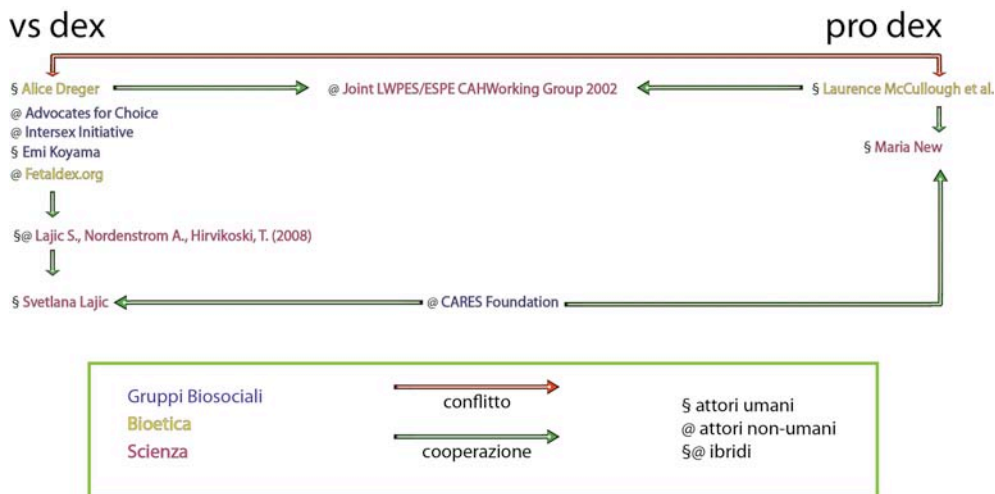 vs dex
pro dex
§ Alice Dreger
@ Joint LWPES/ESPE CAHWorking Group 2002
§ Laurence McCullough et al.
@ Advocates for Choice
@ Intersex Initiative
§ Emi Koyama
@ Fetaldex.org
§ Maria New
§@ Lajic S., Nordenstrom A., Hirvikoski, T. (2008)
§ Svetlana Lajic
@ CARES Foundation
Gruppi Biosociali
Bioetica
Scienza
conflitto
cooperazione
§ attori umani
@ attori non-umani
§@ ibridi